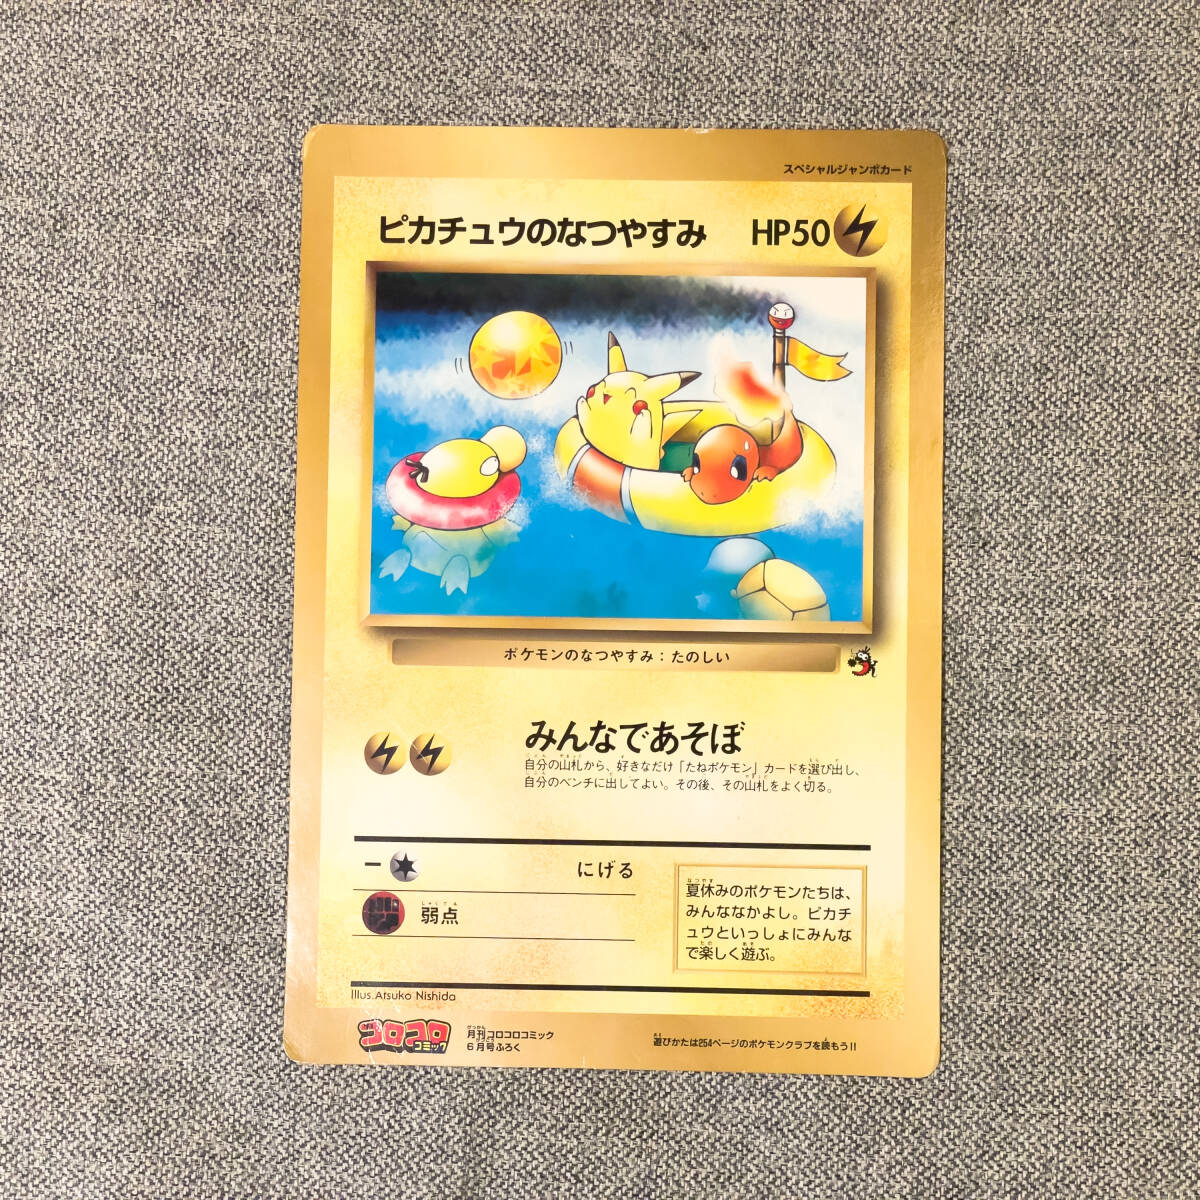 スペシャルジャンボカード
ピカチュウのなつやすみ HP50
ポケモンのなつやすみ：たのしい
みんなであそぼ
自分の山札から、好きなだけ「たねポケモン」カードを選び出し、
自分のベンチに出してよい。その後、その山札をよく切る。
ー にげる
弱点
夏休みのポケモンたちは、
みんななかよし。ピカチ
ュウといっしょにみんな
で楽しく遊ぶ。
Illus.Atsuko Nishida
コロコロ
コミック
月刊コロコロコミック
6月号ふろく
遊びかたは254ページのポケモンクラブを読もう!!